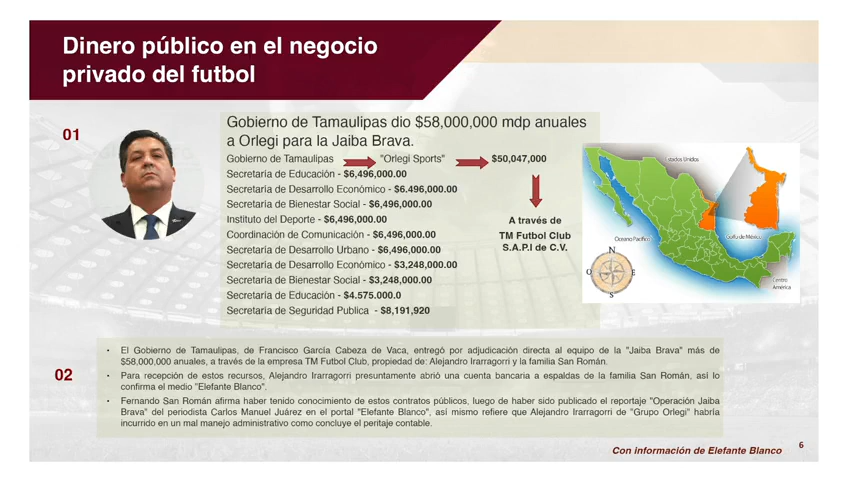 Dinero público en el negocio
privado del futbol
01
Gobierno de Tamaulipas dio $58,000,000 mdp anuales
a Orlegi para la Jaiba Brava.
Gobierno de Tamaulipas "Orlegi Sports" $50,047,000
Secretaría de Educación - $6,496,000.00
Secretaría de Desarrollo Económico - $6.496,000.00
Secretaría de Bienestar Social - $6,496,000.00
Instituto del Deporte - $6,496,000.00
Coordinación de Comunicación - $6,496,000.00
Secretaría de Desarrollo Urbano - $6,496,000.00
Secretaría de Desarrollo Económico - $3,248,000.00
Secretaría de Bienestar Social - $3,248,000.00
Secretaría de Educación - $4.575.000.0
Secretaría de Seguridad Publica - $8,191,920
A través de
TM Futbol Club
S.A.P.I de C.V.
Estados Unidos
Océano Pacífico
Golfo de México
Centro
América
N
O
E
S
02
• El Gobierno de Tamaulipas, de Francisco García Cabeza de Vaca, entregó por adjudicación directa al equipo de la "Jaiba Brava" más de
$58,000,000 anuales, a través de la empresa TM Futbol Club, propiedad de: Alejandro Irarragorri y la familia San Román.
• Para recepción de estos recursos, Alejandro Irarragorri presuntamente abrió una cuenta bancaria a espaldas de la familia San Román, así lo
confirma el medio "Elefante Blanco".
• Fernando San Román afirma haber tenido conocimiento de estos contratos públicos, luego de haber sido publicado el reportaje "Operación Jaiba
Brava" del periodista Carlos Manuel Juárez en el portal "Elefante Blanco", así mismo refiere que Alejandro Irarragorri de "Grupo Orlegi" habría
incurrido en un mal manejo administrativo como concluye el peritaje contable.
Con información de Elefante Blanco
6